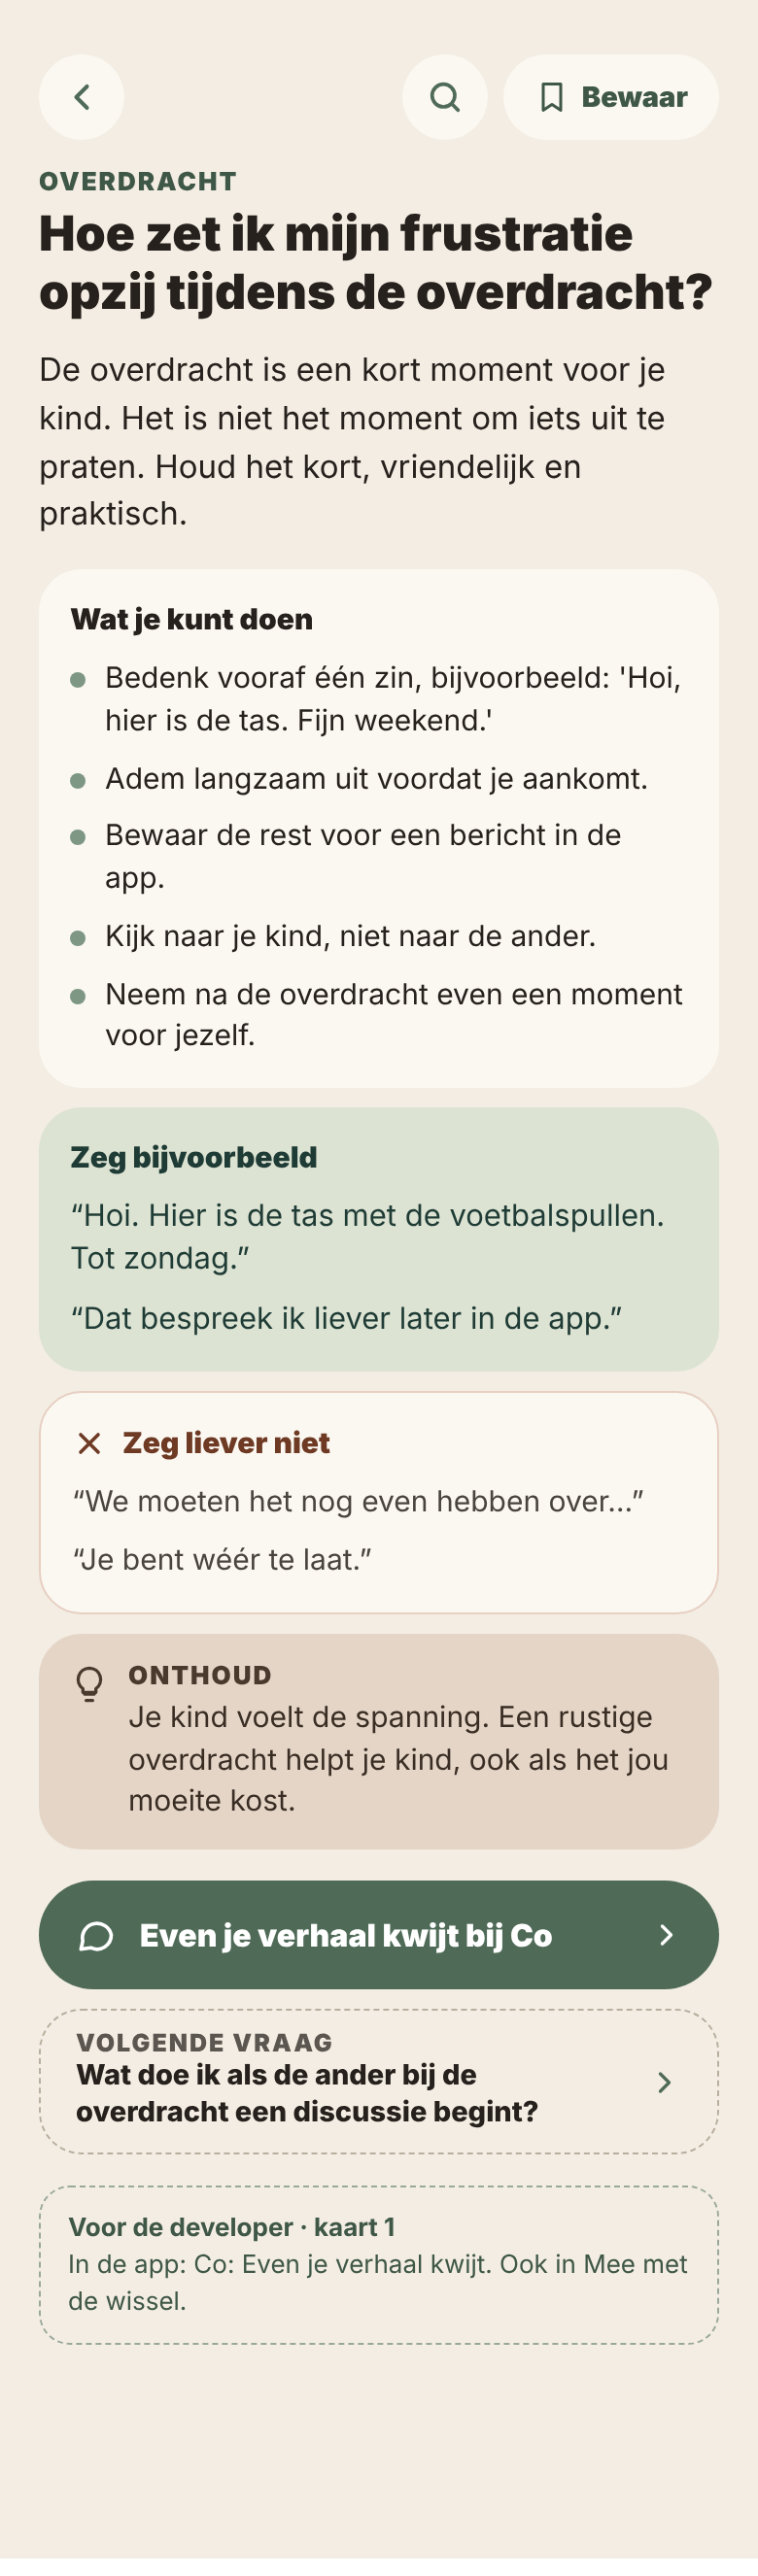 Bewaar
OVERDRACHT
Hoe zet ik mijn frustratie
opzij tijdens de overdracht?
De overdracht is een kort moment voor je
kind. Het is niet het moment om iets uit te
praten. Houd het kort, vriendelijk en
praktisch.
Wat je kunt doen
Bedenk vooraf één zin, bijvoorbeeld: 'Hoi,
hier is de tas. Fijn weekend.'
Adem langzaam uit voordat je aankomt.
Bewaar de rest voor een bericht in de
app.
Kijk naar je kind, niet naar de ander.
Neem na de overdracht even een moment
voor jezelf.
Zeg bijvoorbeeld
“Hoi. Hier is de tas met de voetbalspullen.
Tot zondag.”
“Dat bespreek ik liever later in de app.”
Zeg liever niet
“We moeten het nog even hebben over...”
“Je bent wéér te laat.”
ONTHOUD
Je kind voelt de spanning. Een rustige
overdracht helpt je kind, ook als het jou
moeite kost.
Even je verhaal kwijt bij Co
VOLGENDE VRAAG
Wat doe ik als de ander bij de
overdracht een discussie begint?
Voor de developer · kaart 1
In de app: Co: Even je verhaal kwijt. Ook in Mee met
de wissel.